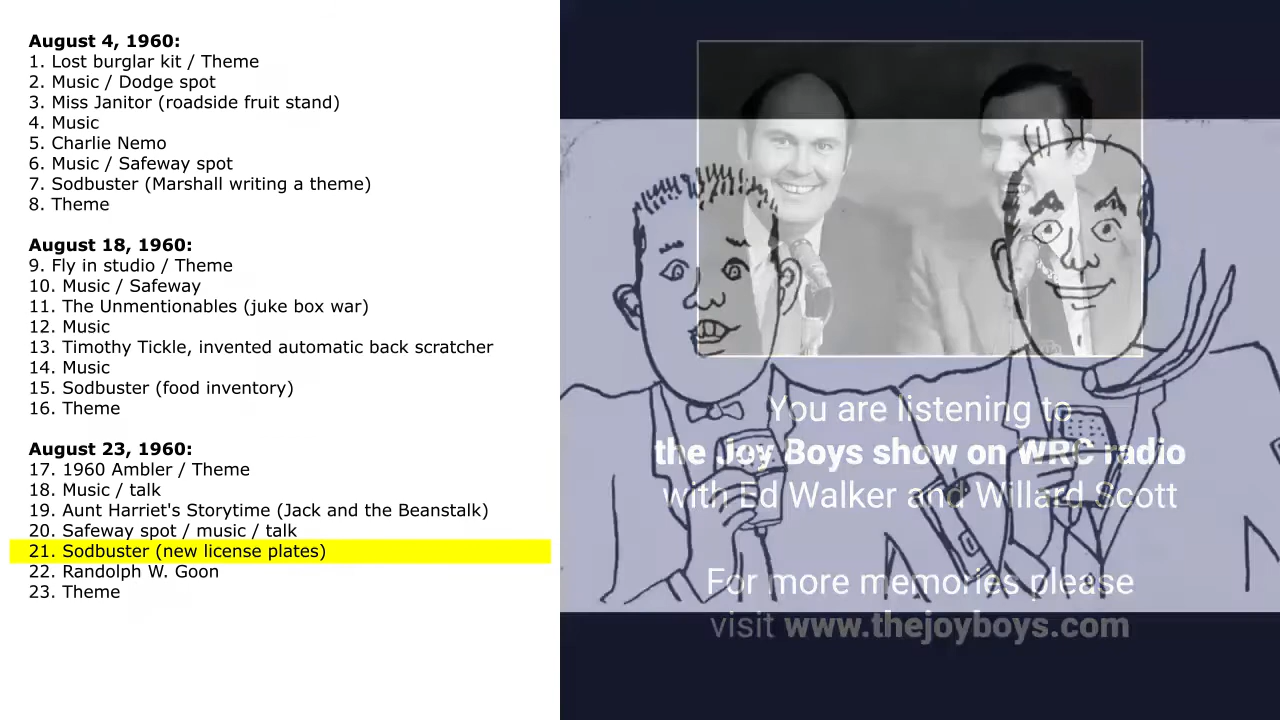 August 4, 1960:
1. Lost burglar kit / Theme
2. Music / Dodge spot
3. Miss Janitor (roadside fruit stand)
4. Music
5. Charlie Nemo
6. Music / Safeway spot
7. Sodbuster (Marshall writing a theme)
8. Theme
August 18, 1960:
9. Fly in studio / Theme
10. Music / Safeway
11. The Unmentionables (juke box war)
12. Music
13. Timothy Tickle, invented automatic back scratcher
14. Music
15. Sodbuster (food inventory)
16. Theme
August 23, 1960:
17. 1960 Ambler / Theme
18. Music / talk
19. Aunt Harriet's Storytime (Jack and the Beanstalk)
20. Safeway spot / music / talk
21. Sodbuster (new license plates)
22. Randolph W. Goon
23. Theme
You are listening to
the Joy Boys show on WRC radio
with Ed Walker and Willard Scott
For more memories please
visit www.thejoyboys.com